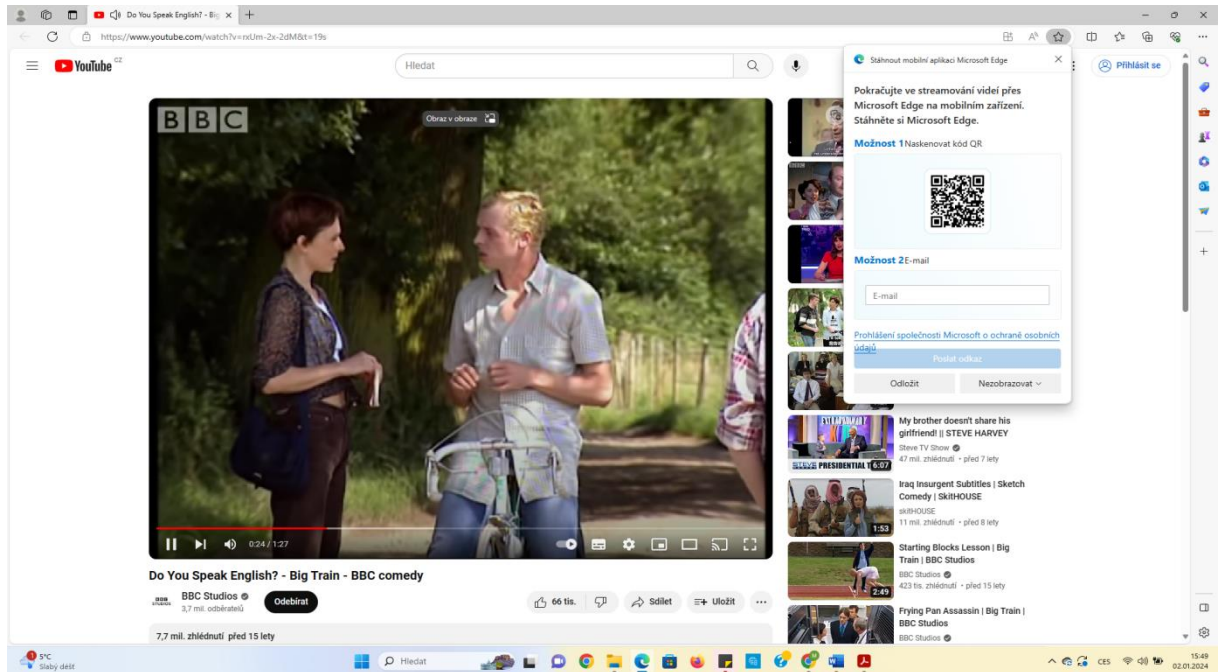 Do You Speak English? - Big
https://www.youtube.com/watch?v=rxUm-2x-2dM&t=19s
YouTube CZ
Hledat
Přihlásit se
BBC
Obraz v obraze
0:24 / 1:27
Do You Speak English? - Big Train - BBC comedy
BBC Studios
3,7 mil. odběratelů
Odebírat
66 tis.
Sdílet
Uložit
7,7 mil. zhlédnutí před 15 lety
Stáhnout mobilní aplikaci Microsoft Edge
Pokračujte ve streamování videí přes
Microsoft Edge na mobilním zařízení.
Stáhněte si Microsoft Edge.
Možnost 1 Naskenovat kód QR
Možnost 2 E-mail
E-mail
Prohlášení společnosti Microsoft o ochraně osobních
údajů
Poslat odkaz
Odložit
Nezobrazovat
My brother doesn't share his
girlfriend! || STEVE HARVEY
Steve TV Show
47 mil. zhlédnutí • před 7 lety
6:07
Iraq Insurgent Subtitles | Sketch
Comedy | SkitHOUSE
skitHOUSE
11 mil. zhlédnutí • před 8 lety
1:53
Starting Blocks Lesson | Big
Train | BBC Studios
BBC Studios
423 tis. zhlédnutí • před 15 lety
2:49
Frying Pan Assassin | Big Train |
BBC Studios
BBC Studios
5°C
Slabý déšť
Hledat
CES
15:49
02.01.2024